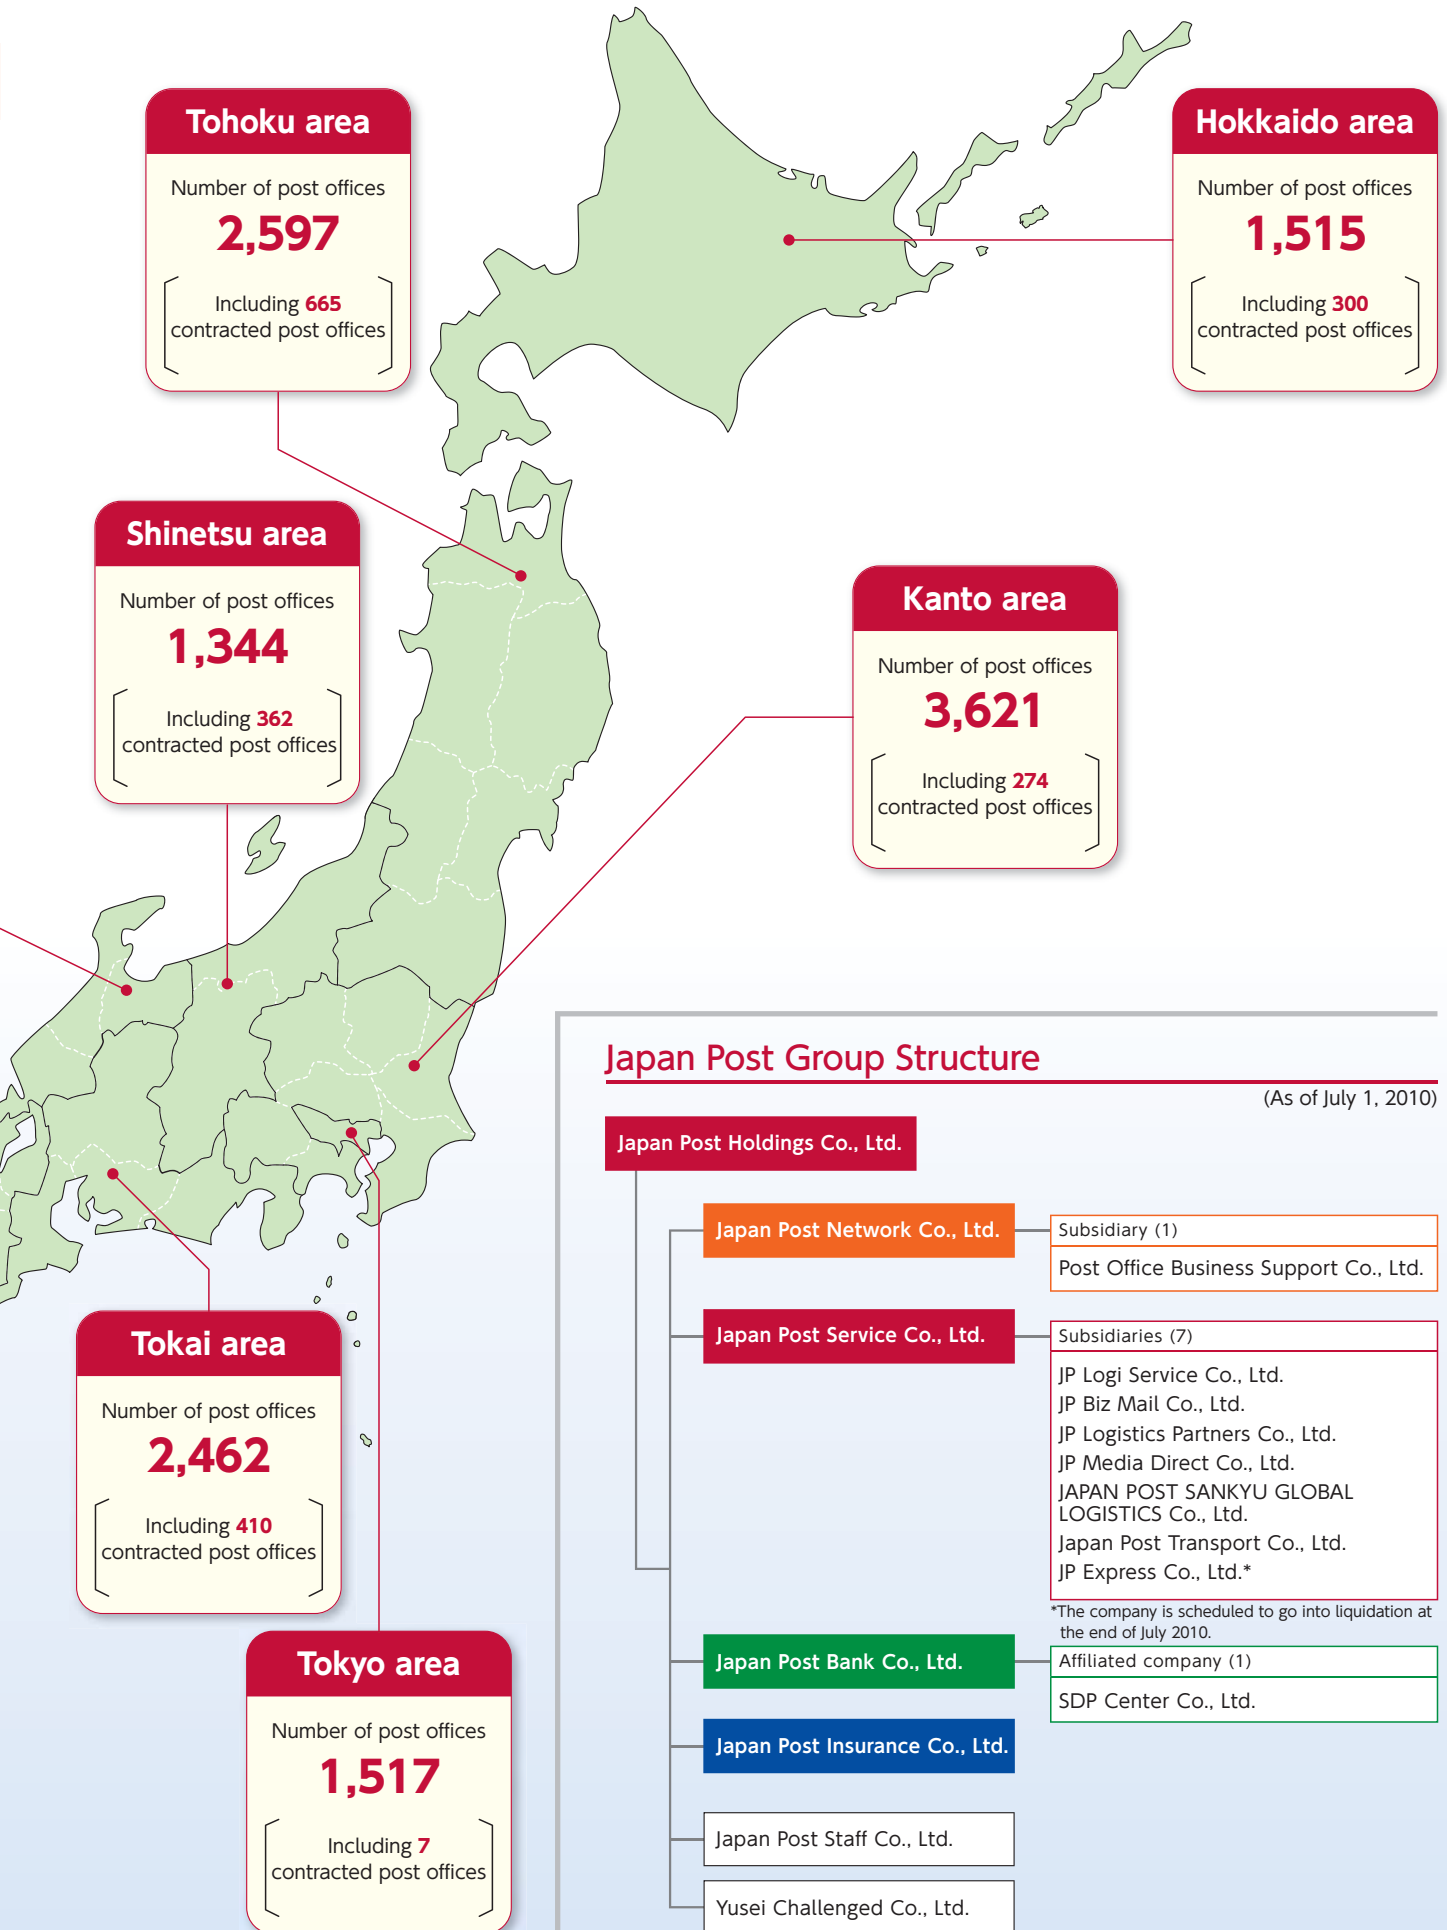 Tohoku area
Number of post offices
2,597
Including 665
contracted post offices
Hokkaido area
Number of post offices
1,515
Including 300
contracted post offices
Shinetsu area
Number of post offices
1,344
Including 362
contracted post offices
Kanto area
Number of post offices
3,621
Including 274
contracted post offices
Tokai area
Number of post offices
2,462
Including 410
contracted post offices
Tokyo area
Number of post offices
1,517
Including 7
contracted post offices
Japan Post Group Structure
(As of July 1, 2010)
Japan Post Holdings Co., Ltd.
Japan Post Network Co., Ltd.
Subsidiary (1)
Post Office Business Support Co., Ltd.
Japan Post Service Co., Ltd.
Subsidiaries (7)
JP Logi Service Co., Ltd.
JP Biz Mail Co., Ltd.
JP Logistics Partners Co., Ltd.
JP Media Direct Co., Ltd.
JAPAN POST SANKYU GLOBAL
LOGISTICS Co., Ltd.
Japan Post Transport Co., Ltd.
JP Express Co., Ltd.*
*The company is scheduled to go into liquidation at
the end of July 2010.
Japan Post Bank Co., Ltd.
Affiliated company (1)
SDP Center Co., Ltd.
Japan Post Insurance Co., Ltd.
Japan Post Staff Co., Ltd.
Yusei Challenged Co., Ltd.